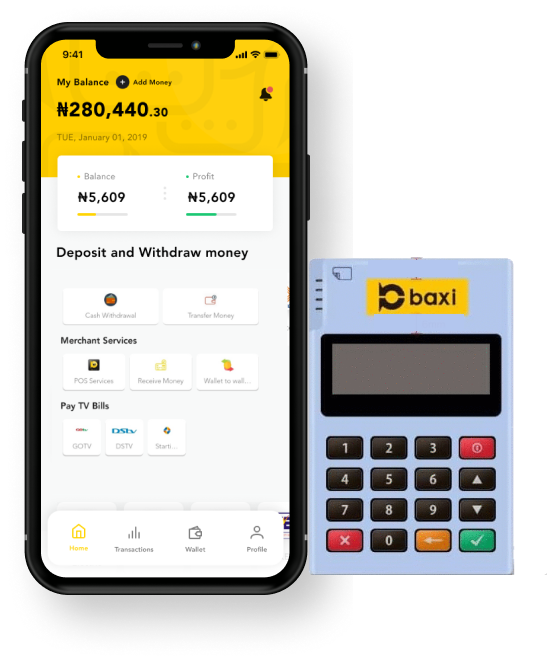 9:41
My Balance
Add Money
₦280,440.30
TUE, January 01, 2019
Balance
Profit
₦5,609
₦5,609
Deposit and Withdraw money
Cash Withdrawal
Transfer Money
Merchant Services
POS Services
Receive Money
Wallet to wall...
Pay TV Bills
DStv
GOTV
DSTV
Starti...
Home
Transactions
Wallet
Profile
baxi
1
2
3
4
5
6
7
8
9
0